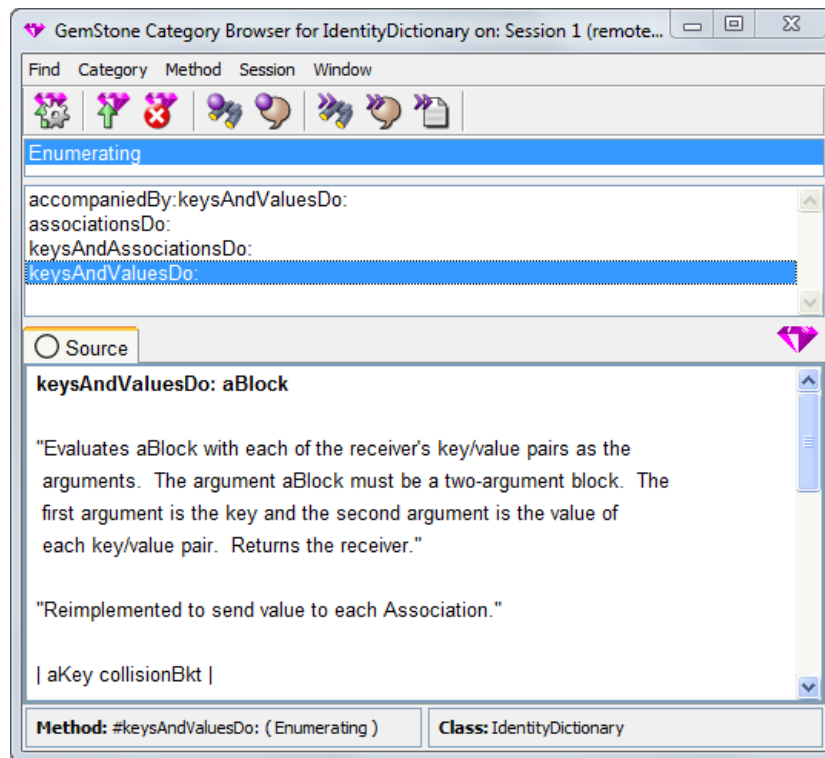 GemStone Category Browser for IdentityDictionary on: Session 1 (remote...
Find Category Method Session Window
Enumerating
accompaniedBy:keysAndValuesDo:
associationsDo:
keysAndAssociationsDo:
keysAndValuesDo:
Source
keysAndValuesDo: aBlock
"Evaluates aBlock with each of the receiver's key/value pairs as the
arguments. The argument aBlock must be a two-argument block. The
first argument is the key and the second argument is the value of
each key/value pair. Returns the receiver."
"Reimplemented to send value to each Association."
| aKey collisionBkt |
Method: #keysAndValuesDo: ( Enumerating ) Class: IdentityDictionary